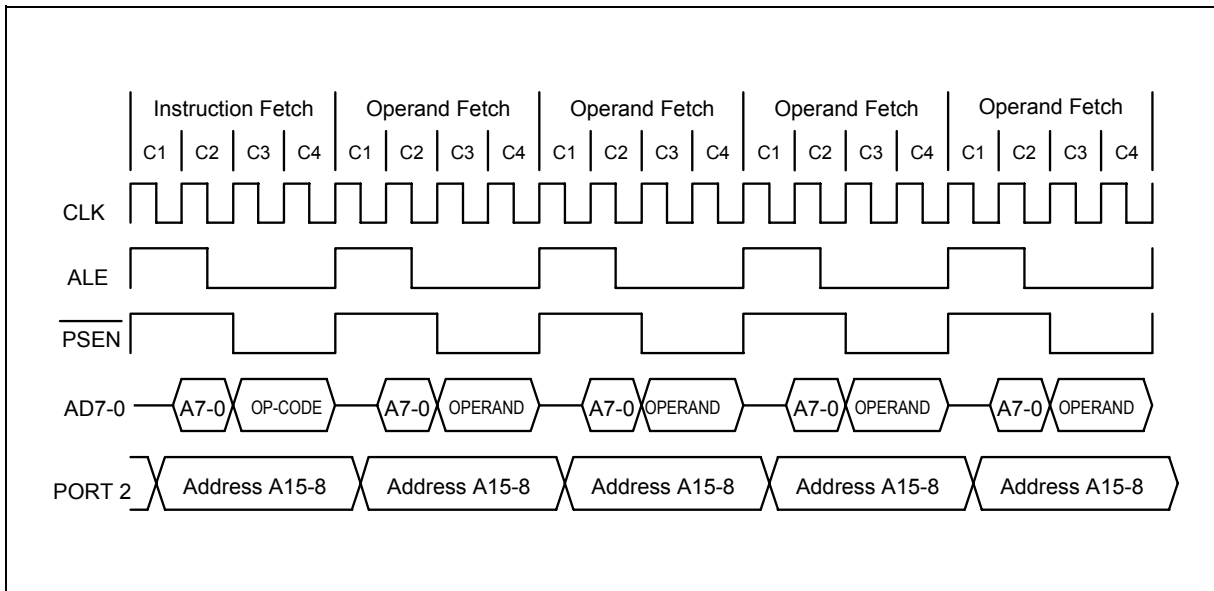 Instruction Fetch Operand Fetch Operand Fetch Operand Fetch Operand Fetch
C1 C2 C3 C4 C1 C2 C3 C4 C1 C2 C3 C4 C1 C2 C3 C4 C1 C2 C3 C4
CLK
ALE
PSEN
AD7-0 A7-0 OP-CODE A7-0 OPERAND A7-0 OPERAND A7-0 OPERAND A7-0 OPERAND
PORT 2 Address A15-8 Address A15-8 Address A15-8 Address A15-8 Address A15-8